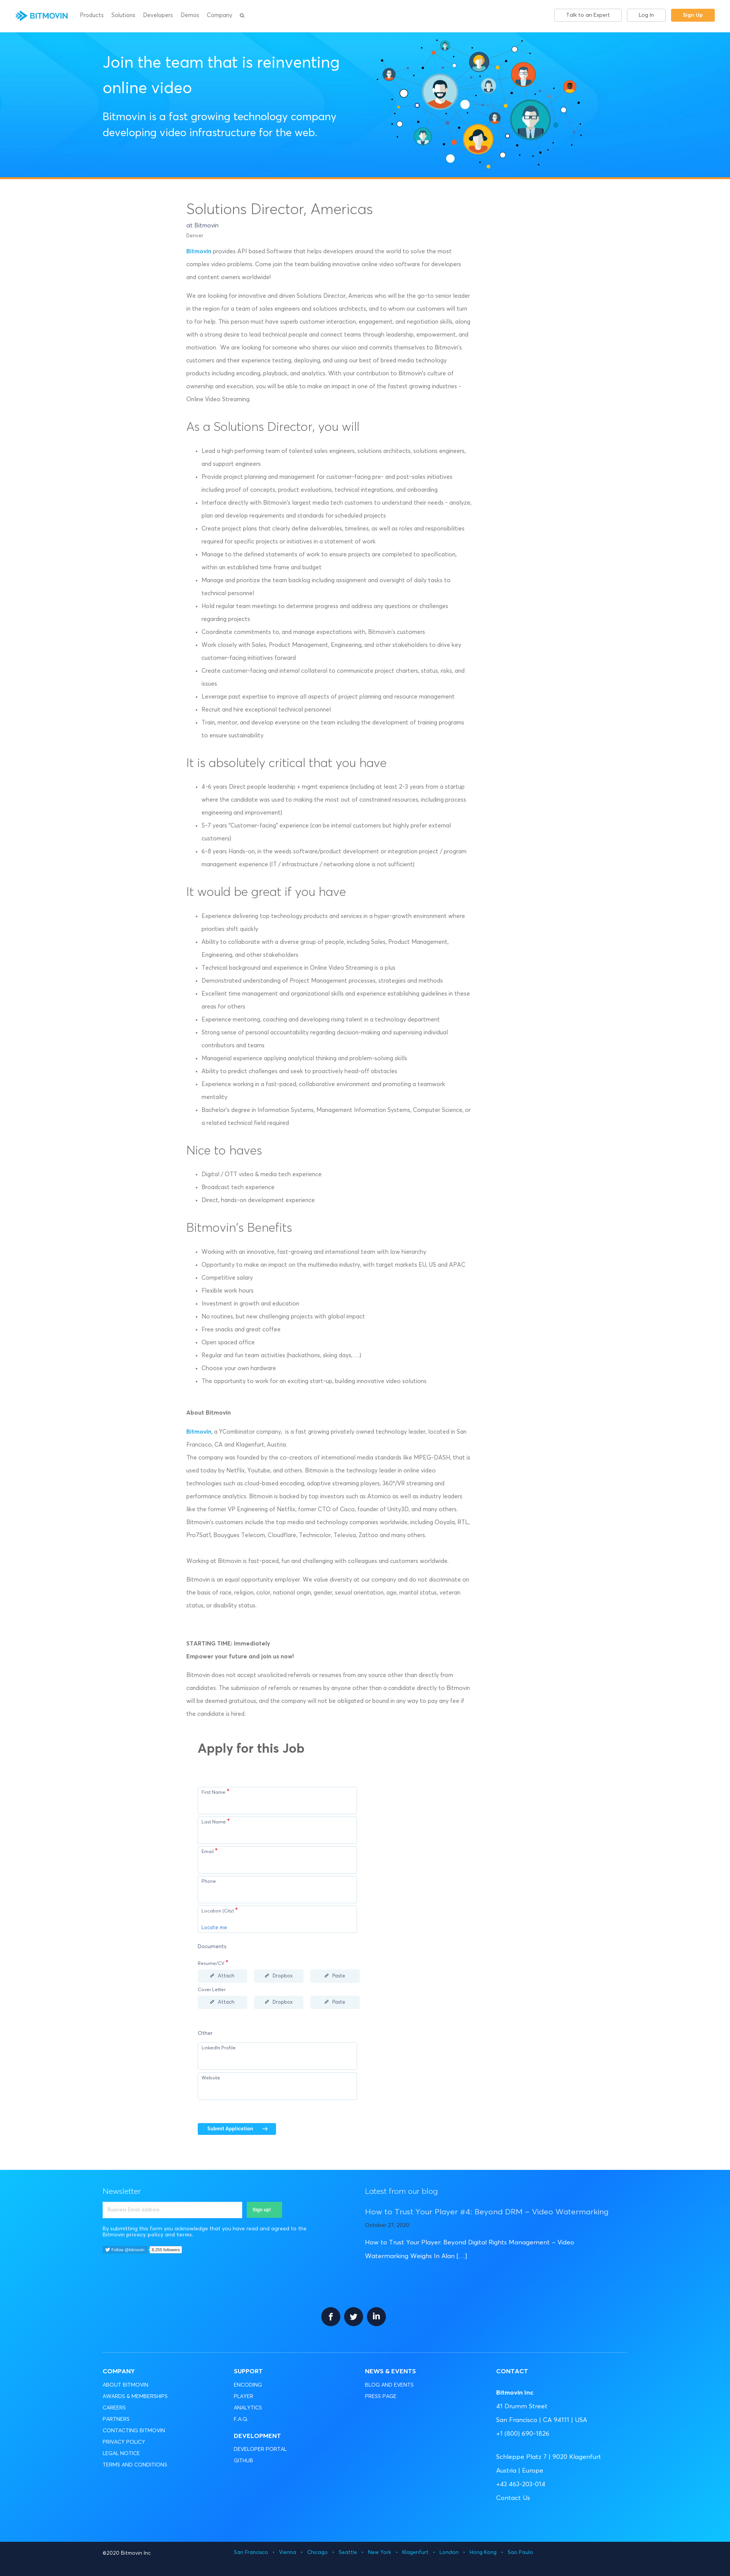 BITMOVIN
Products Solutions Developers Demos Company
Talk to an Expert Log In Sign Up
Join the team that is reinventing
online video
Bitmovin is a fast growing technology company
developing video infrastructure for the web.
Solutions Director, Americas
at Bitmovin
Denver
Bitmovin provides API based Software that helps developers around the world to solve the most
complex video problems. Come join the team building innovative online video software for developers
and content owners worldwide!
We are looking for innovative and driven Solutions Director, Americas who will be the go-to senior leader
in the region for a team of sales engineers and solutions architects, and to whom our customers will turn
to for help. This person must have superb customer interaction, engagement, and negotiation skills, along
with a strong desire to lead technical people and connect teams through leadership, empowerment, and
motivation. We are looking for someone who shares our vision and commits themselves to Bitmovin's
customers and their experience testing, deploying, and using our best of breed media technology
products including encoding, playback, and analytics. With your contribution to Bitmovin's culture of
ownership and execution, you will be able to make an impact in one of the fastest growing industries -
Online Video Streaming.
As a Solutions Director, you will
• Lead a high performing team of talented sales engineers, solutions architects, solutions engineers,
and support engineers
• Provide project planning and management for customer-facing pre- and post-sales initiatives
including proof of concepts, product evaluations, technical integrations, and onboarding
• Interface directly with Bitmovin's largest media tech customers to understand their needs - analyze,
plan and develop requirements and standards for scheduled projects
• Create project plans that clearly define deliverables, timelines, as well as roles and responsibilities
required for specific projects or initiatives in a statement of work
• Manage to the defined statements of work to ensure projects are completed to specification,
within an established time frame and budget
• Manage and prioritize the team backlog including assignment and oversight of daily tasks to
technical personnel
• Hold regular team meetings to determine progress and address any questions or challenges
regarding projects
• Coordinate commitments to, and manage expectations with, Bitmovin's customers
• Work closely with Sales, Product Management, Engineering, and other stakeholders to drive key
customer-facing initiatives forward
• Create customer-facing and internal collateral to communicate project charters, status, risks, and
issues
• Leverage past expertise to improve all aspects of project planning and resource management
• Recruit and hire exceptional technical personnel
• Train, mentor, and develop everyone on the team including the development of training programs
to ensure sustainability
It is absolutely critical that you have
• 4-6 years Direct people leadership + mgmt experience (including at least 2-3 years from a startup
where the candidate was used to making the most out of constrained resources, including process
engineering and improvement)
• 5-7 years "Customer-facing" experience (can be internal customers but highly prefer external
customers)
• 6-8 years Hands-on, in the weeds software/product development or integration project / program
management experience (IT / infrastructure / networking alone is not sufficient)
It would be great if you have
• Experience delivering top technology products and services in a hyper-growth environment where
priorities shift quickly
• Ability to collaborate with a diverse group of people, including Sales, Product Management,
Engineering, and other stakeholders
• Technical background and experience in Online Video Streaming is a plus
• Demonstrated understanding of Project Management processes, strategies and methods
• Excellent time management and organizational skills and experience establishing guidelines in these
areas for others
• Experience mentoring, coaching and developing rising talent in a technology department
• Strong sense of personal accountability regarding decision-making and supervising individual
contributors and teams
• Managerial experience applying analytical thinking and problem-solving skills
• Ability to predict challenges and seek to proactively head-off obstacles
• Experience working in a fast-paced, collaborative environment and promoting a teamwork
mentality
• Bachelor's degree in Information Systems, Management Information Systems, Computer Science, or
a related technical field required
Nice to haves
• Digital / OTT video & media tech experience
• Broadcast tech experience
• Direct, hands-on development experience
Bitmovin's Benefits
• Working with an innovative, fast-growing and international team with low hierarchy
• Opportunity to make an impact on the multimedia industry, with target markets EU, US and APAC
• Competitive salary
• Flexible work hours
• Investment in growth and education
• No routines, but new challenging projects with global impact
• Free snacks and great coffee
• Open spaced office
• Regular and fun team activities (hackathons, skiing days, …)
• Choose your own hardware
• The opportunity to work for an exciting start-up, building innovative video solutions
About Bitmovin
Bitmovin, a YCombinator company, is a fast growing privately owned technology leader, located in San
Francisco, CA and Klagenfurt, Austria.
The company was founded by the co-creators of international media standards like MPEG-DASH, that is
used today by Netflix, Youtube, and others. Bitmovin is the technology leader in online video
technologies such as cloud-based encoding, adaptive streaming players, 360°/VR streaming and
performance analytics. Bitmovin is backed by top investors such as Atomico as well as industry leaders
like the former VP Engineering of Netflix, former CTO of Cisco, founder of Unity3D, and many others.
Bitmovin's customers include the top media and technology companies worldwide, including Ooyala, RTL,
Pro7Sat1, Bouygues Telecom, Cloudflare, Technicolor, Televisa, Zattoo and many others.
Working at Bitmovin is fast-paced, fun and challenging with colleagues and customers worldwide.
Bitmovin is an equal opportunity employer. We value diversity at our company and do not discriminate on
the basis of race, religion, color, national origin, gender, sexual orientation, age, marital status, veteran
status, or disability status.
STARTING TIME: Immediately
Empower your future and join us now!
Bitmovin does not accept unsolicited referrals or resumes from any source other than directly from
candidates. The submission of referrals or resumes by anyone other than a candidate directly to Bitmovin
will be deemed gratuitous, and the company will not be obligated or bound in any way to pay any fee if
the candidate is hired.
Apply for this Job
First Name *
Last Name *
Email *
Phone
Location (City) *
Locate me
Documents
Resume/CV *
Attach Dropbox Paste
Cover Letter
Attach Dropbox Paste
Other
LinkedIn Profile
Website
Submit Application →
Newsletter
Business Email Address
Sign up!
By submitting this form you acknowledge that you have read and agreed to the
Bitmovin privacy policy and terms.
Follow @bitmovin 6,255 followers
Latest from our blog
How to Trust Your Player #4: Beyond DRM – Video Watermarking
October 27, 2020
How to Trust Your Player: Beyond Digital Rights Management – Video
Watermarking Weighs In Alan […]
COMPANY
ABOUT BITMOVIN
AWARDS & MEMBERSHIPS
CAREERS
PARTNERS
CONTACTING BITMOVIN
PRIVACY POLICY
LEGAL NOTICE
TERMS AND CONDITIONS
SUPPORT
ENCODING
PLAYER
ANALYTICS
F.A.Q.
DEVELOPMENT
DEVELOPER PORTAL
GITHUB
NEWS & EVENTS
BLOG AND EVENTS
PRESS PAGE
CONTACT
Bitmovin Inc
41 Drumm Street
San Francisco | CA 94111 | USA
+1 (800) 690-1826
Schleppe Platz 7 | 9020 Klagenfurt
Austria | Europe
+43 463-203-014
Contact Us
©2020 Bitmovin Inc
San Francisco • Vienna • Chicago • Seattle • New York • Klagenfurt • London • Hong Kong • Sao Paulo